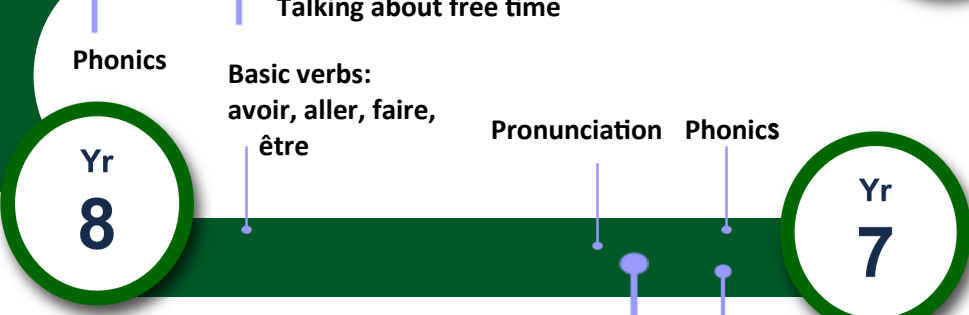 Talking about free time
Phonics
Basic verbs:
avoir, aller, faire,
être
Pronunciation
Phonics
Yr
8
Yr
7